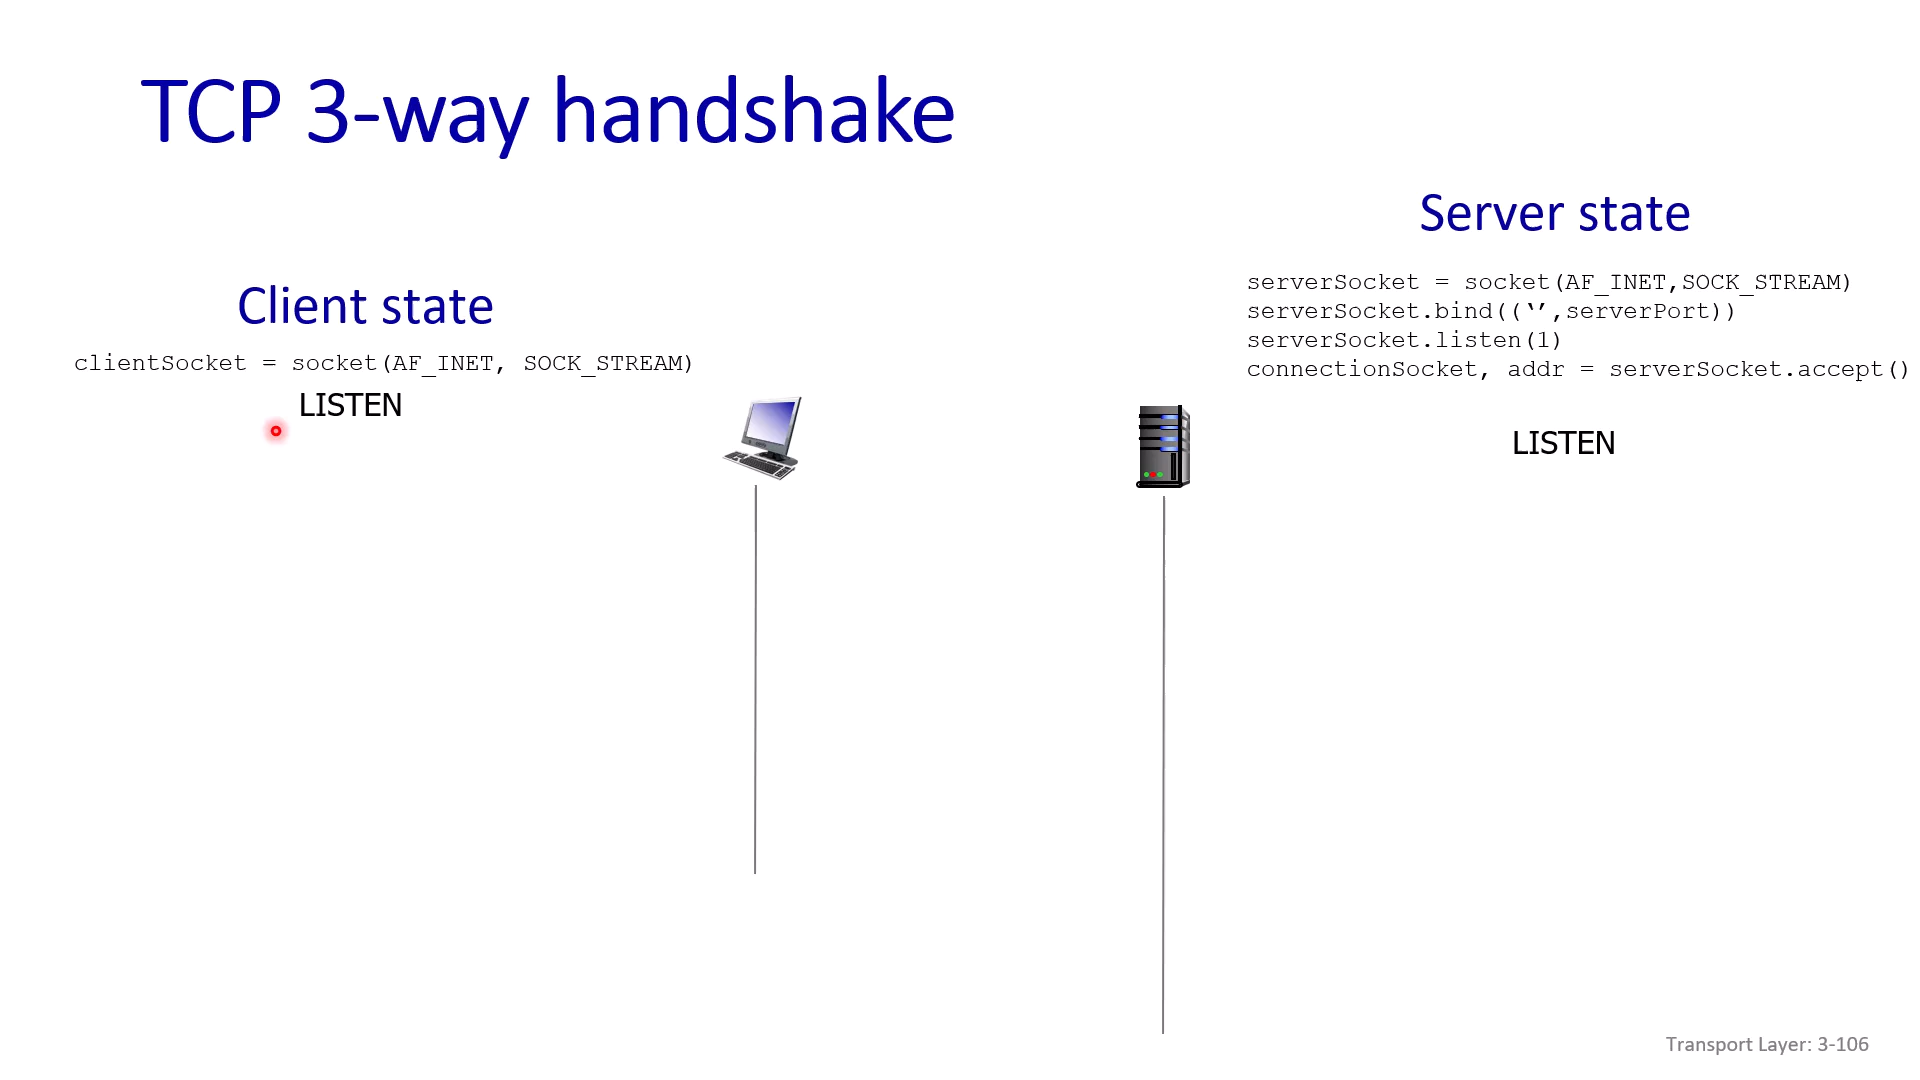 TCP 3-way handshake
Server state
serverSocket = socket(AF_INET,SOCK_STREAM)
serverSocket.bind((‘’,serverPort))
serverSocket.listen(1)
connectionSocket, addr = serverSocket.accept()
LISTEN
Client state
clientSocket = socket(AF_INET, SOCK_STREAM)
LISTEN
Transport Layer: 3-106